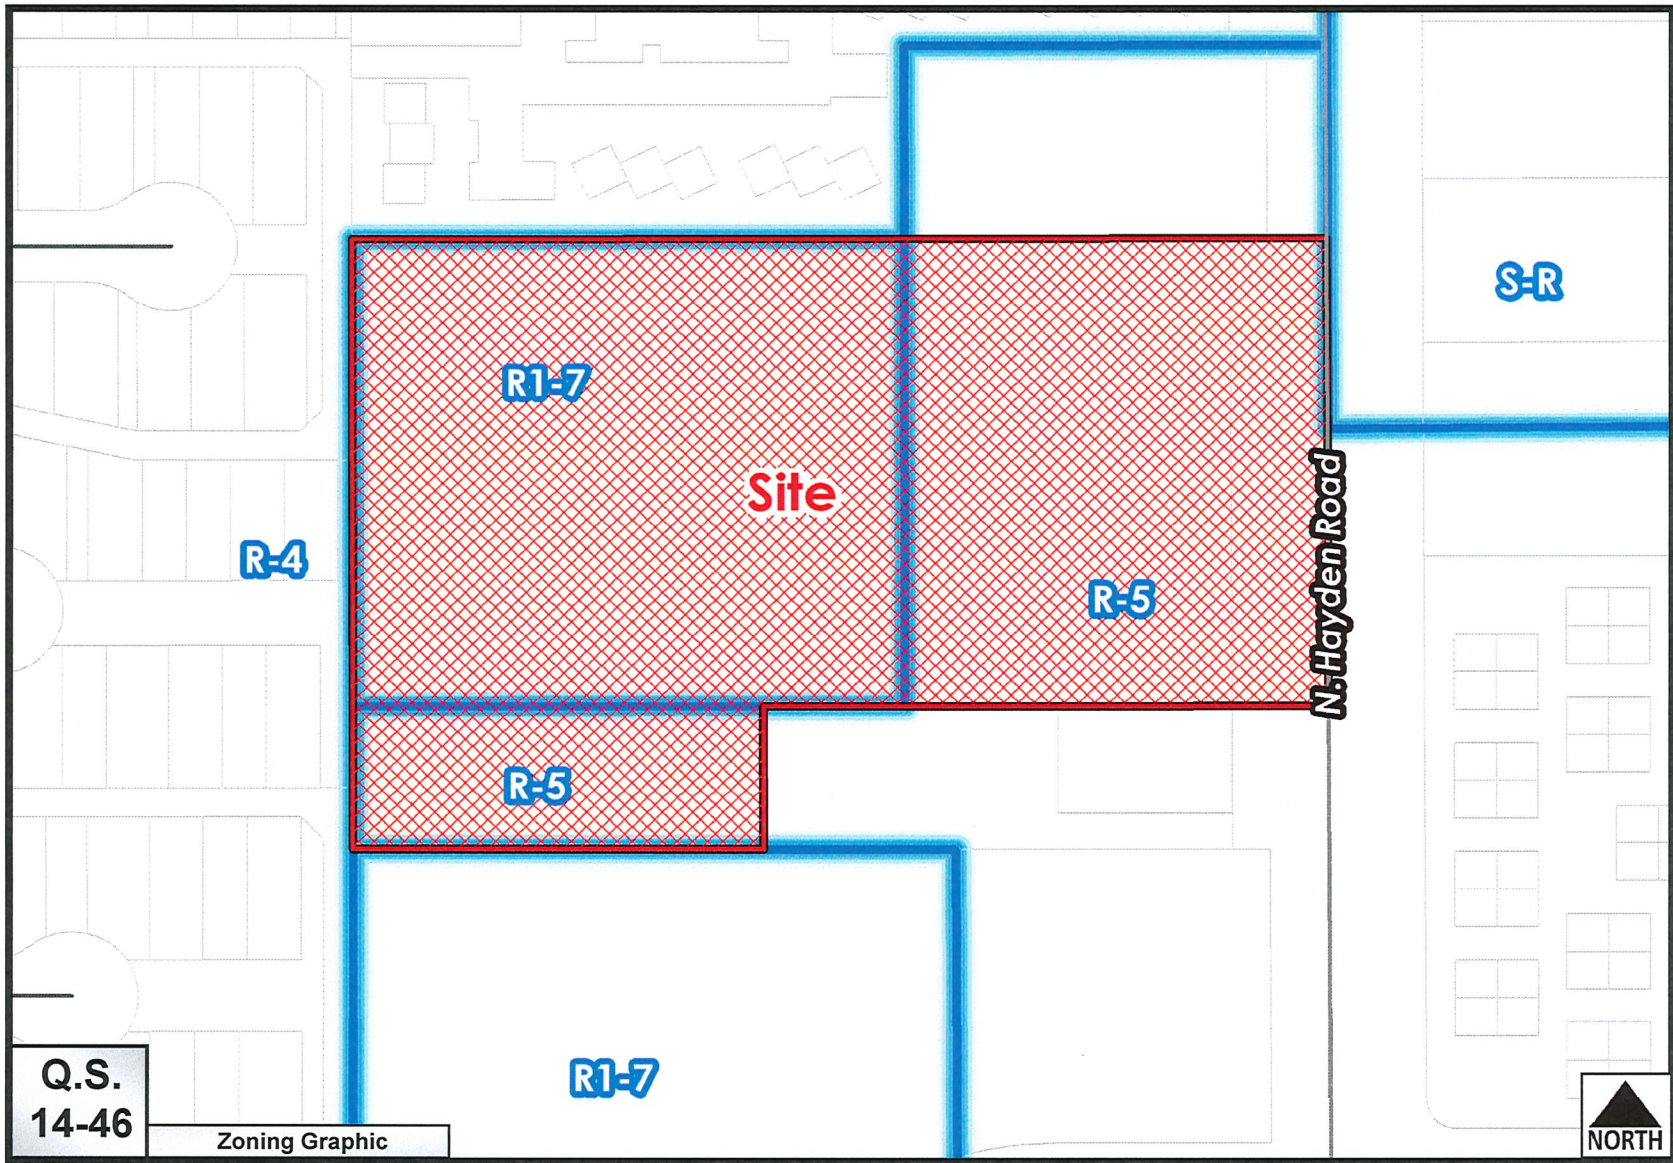 S-R
R1-7
Site
R-4
R-5
N. Hayden Road
R-5
R1-7
Q.S.
14-46
Zoning Graphic
NORTH